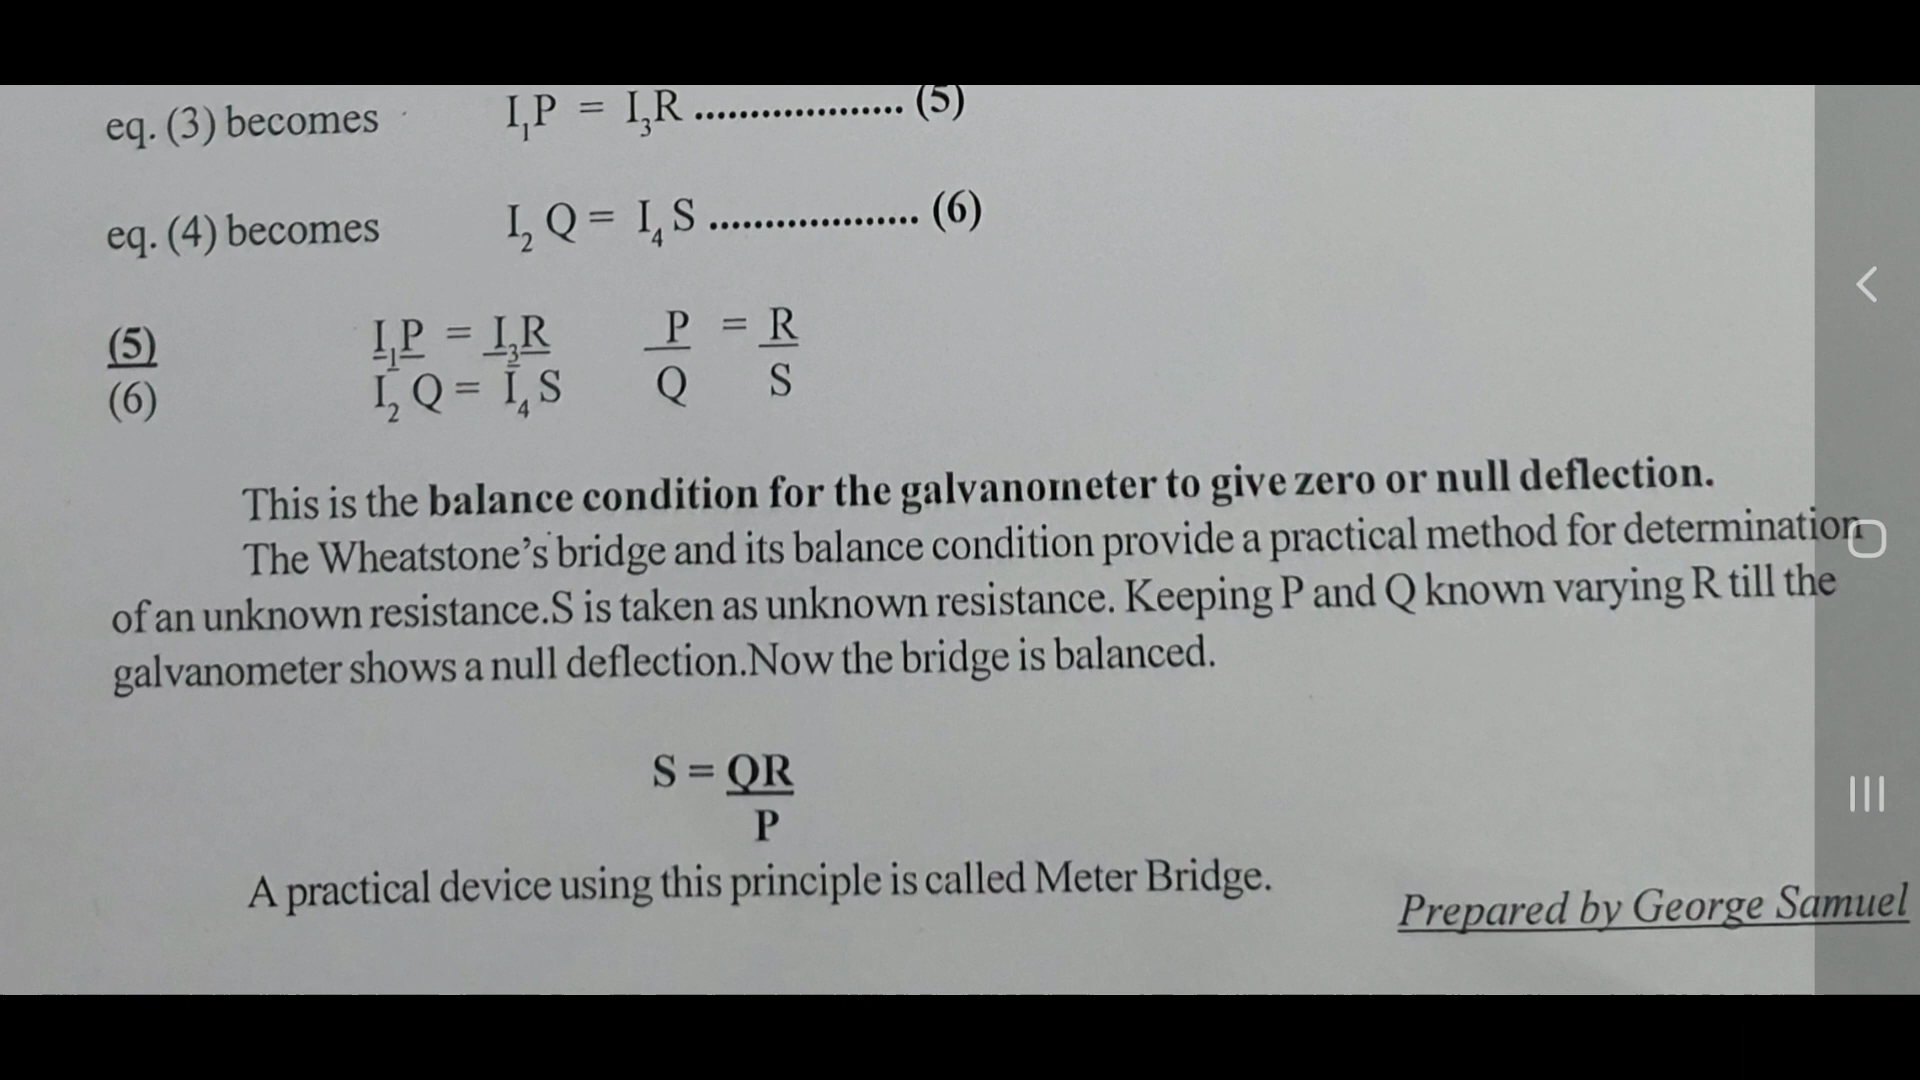 eq. (3) becomes I₁P = I₃R ................... (5)
eq. (4) becomes I₂ Q = I₄ S ................... (6)
(5) I₁P = I₃R P = R
(6) I₂ Q = I₄ S Q S
This is the balance condition for the galvanometer to give zero or null deflection.
The Wheatstone’s bridge and its balance condition provide a practical method for determination
of an unknown resistance.S is taken as unknown resistance. Keeping P and Q known varying R till the
galvanometer shows a null deflection.Now the bridge is balanced.
S = QR
P
A practical device using this principle is called Meter Bridge.
Prepared by George Samuel